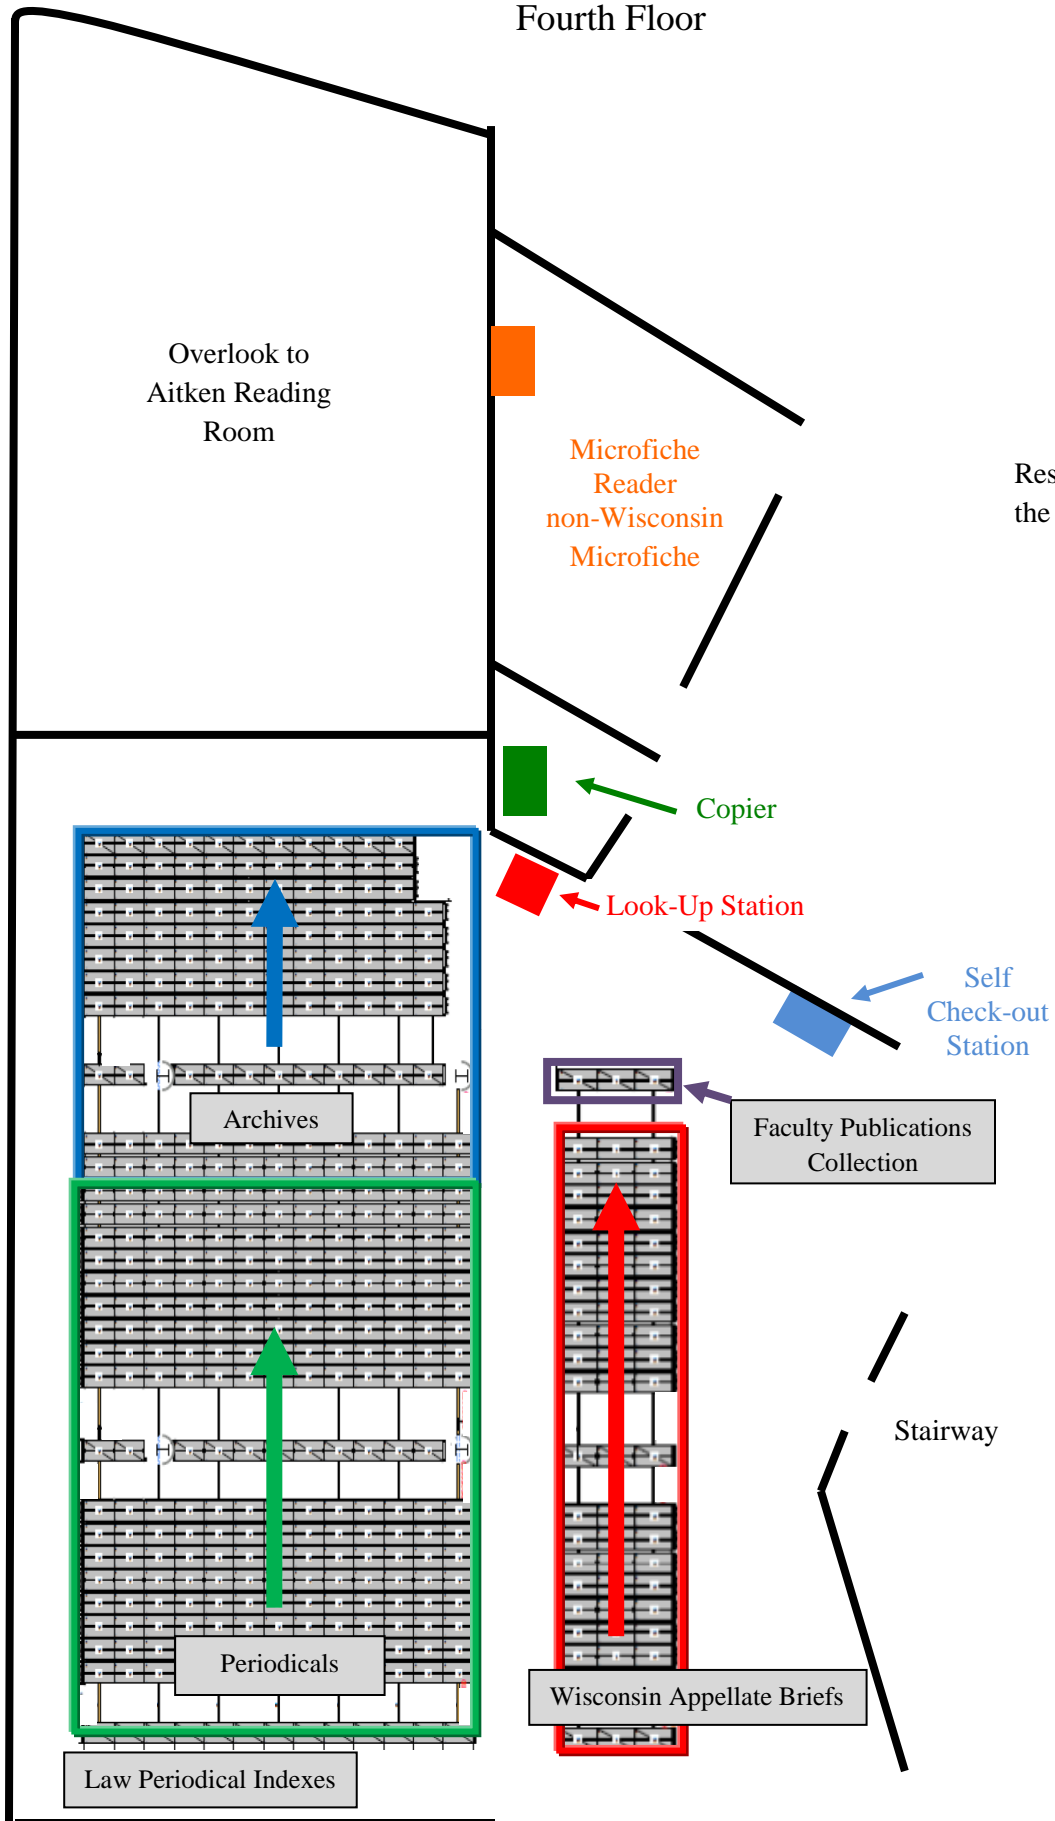 Fourth Floor
Overlook to
Aitken Reading
Room
Microfiche
Reader
non-Wisconsin
Microfiche
Res
the
Copier
Look-Up Station
Self
Check-out
Station
Archives
Faculty Publications
Collection
Stairway
Periodicals
Wisconsin Appellate Briefs
Law Periodical Indexes